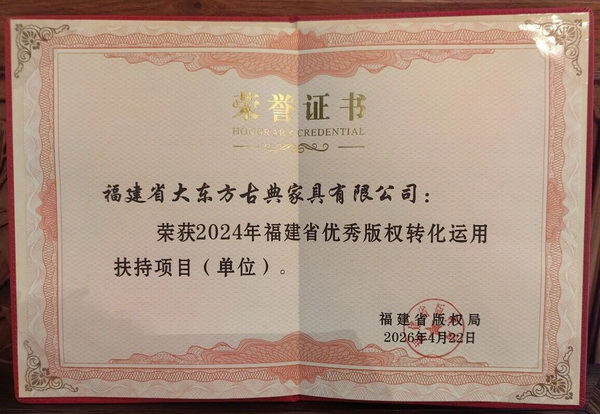 荣誉证书
HONORARY CREDENTIAL
福建省大东方古典家具有限公司：
荣获2024年福建省优秀版权转化运用
扶持项目（单位）。
福建省版权局
2026年4月22日